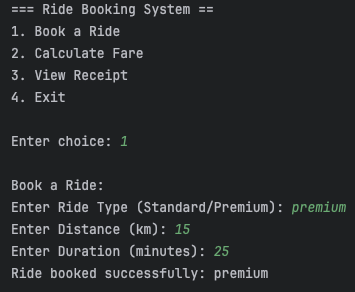 === Ride Booking System ==
1. Book a Ride
2. Calculate Fare
3. View Receipt
4. Exit
Enter choice: 1
Book a Ride:
Enter Ride Type (Standard/Premium): premium
Enter Distance (km): 15
Enter Duration (minutes): 25
Ride booked successfully: premium